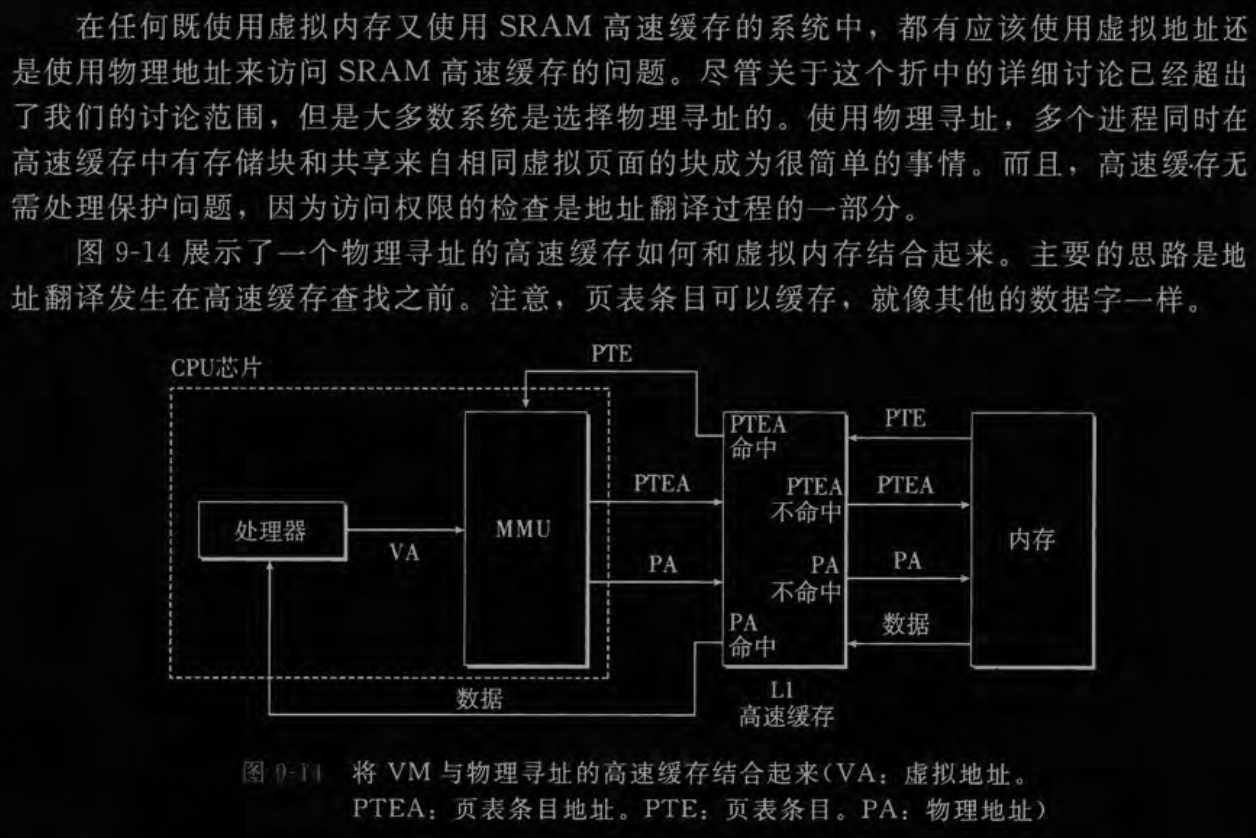 在任何既使用虚拟内存又使用 SRAM 高速缓存的系统中，都有应该使用虚拟地址还
是使用物理地址来访问 SRAM 高速缓存的问题。尽管关于这个折中的详细讨论已经超出
了我们的讨论范围，但是大多数系统是选择物理寻址的。使用物理寻址，多个进程同时在
高速缓存中有存储块和共享来自相同虚拟页面的块成为很简单的事情。而且，高速缓存无
需处理保护问题，因为访问权限的检查是地址翻译过程的一部分。
图 9-14 展示了一个物理寻址的高速缓存如何和虚拟内存结合起来。主要的思路是地
址翻译发生在高速缓存查找之前。注意，页表条目可以缓存，就像其他的数据字一样。
PTE
CPU芯片
PTEA
命中
PTE
PTEA
PTEA
不命中
PTEA
处理器
VA
MMU
内存
PA
PA
不命中
PA
PA
命中
数据
数据
L1
高速缓存
图 9-14 将 VM 与物理寻址的高速缓存结合起来（VA：虚拟地址。
PTEA：页表条目地址。PTE：页表条目。PA：物理地址）